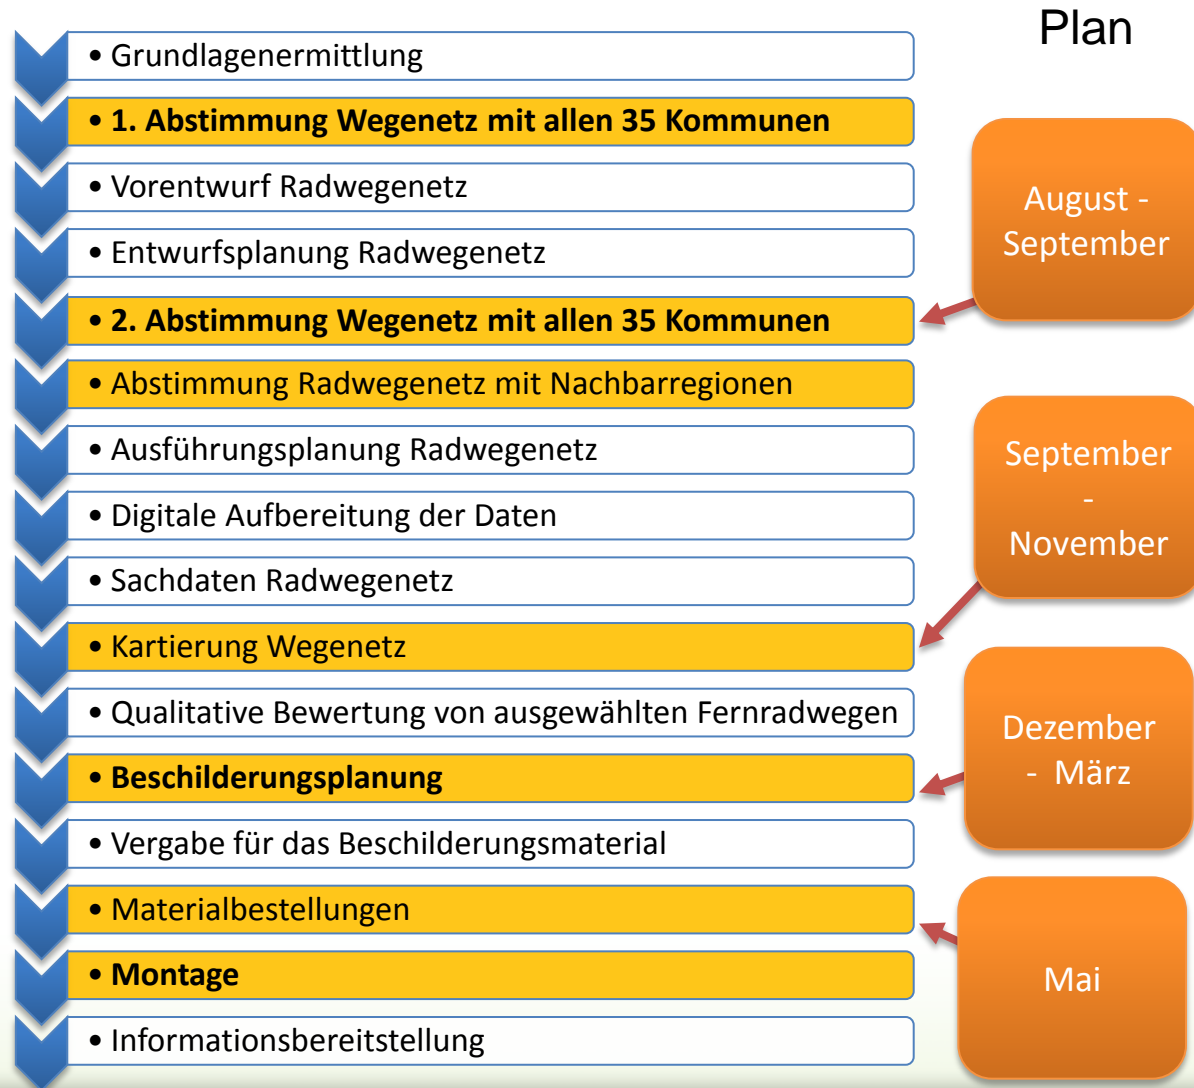 Plan
• Grundlagenermittlung
• 1. Abstimmung Wegenetz mit allen 35 Kommunen
• Vorentwurf Radwegenetz
• Entwurfsplanung Radwegenetz
• 2. Abstimmung Wegenetz mit allen 35 Kommunen
• Abstimmung Radwegenetz mit Nachbarregionen
• Ausführungsplanung Radwegenetz
• Digitale Aufbereitung der Daten
• Sachdaten Radwegenetz
• Kartierung Wegenetz
• Qualitative Bewertung von ausgewählten Fernradwegen
• Beschilderungsplanung
• Vergabe für das Beschilderungsmaterial
• Materialbestellungen
• Montage
• Informationsbereitstellung
August -
September
September
-
November
Dezember
- März
Mai